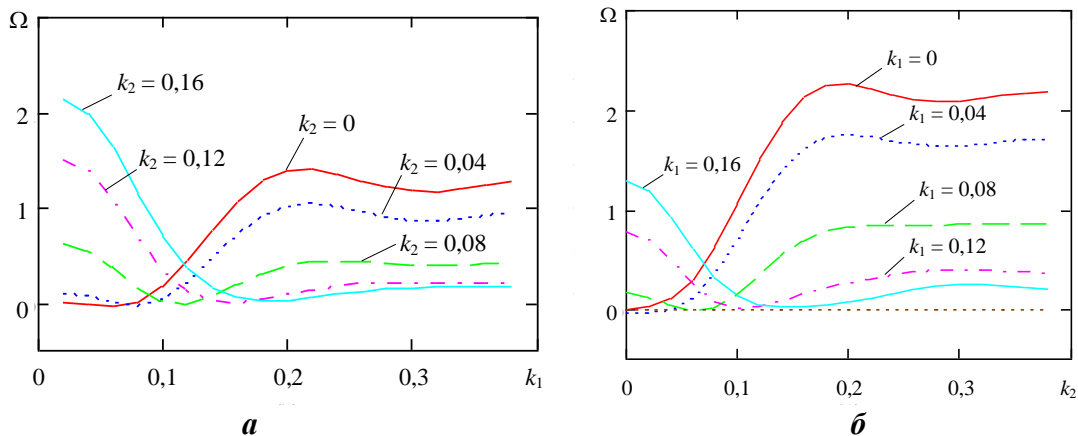 Ω
2
1
0
0
0,1
0,2
0,3
k₁
k₂ = 0,16
k₂ = 0,12
k₂ = 0
k₂ = 0,04
k₂ = 0,08
а
Ω
2
1
0
0
0,1
0,2
0,3
k₂
k₁ = 0
k₁ = 0,04
k₁ = 0,16
k₁ = 0,08
k₁ = 0,12
б